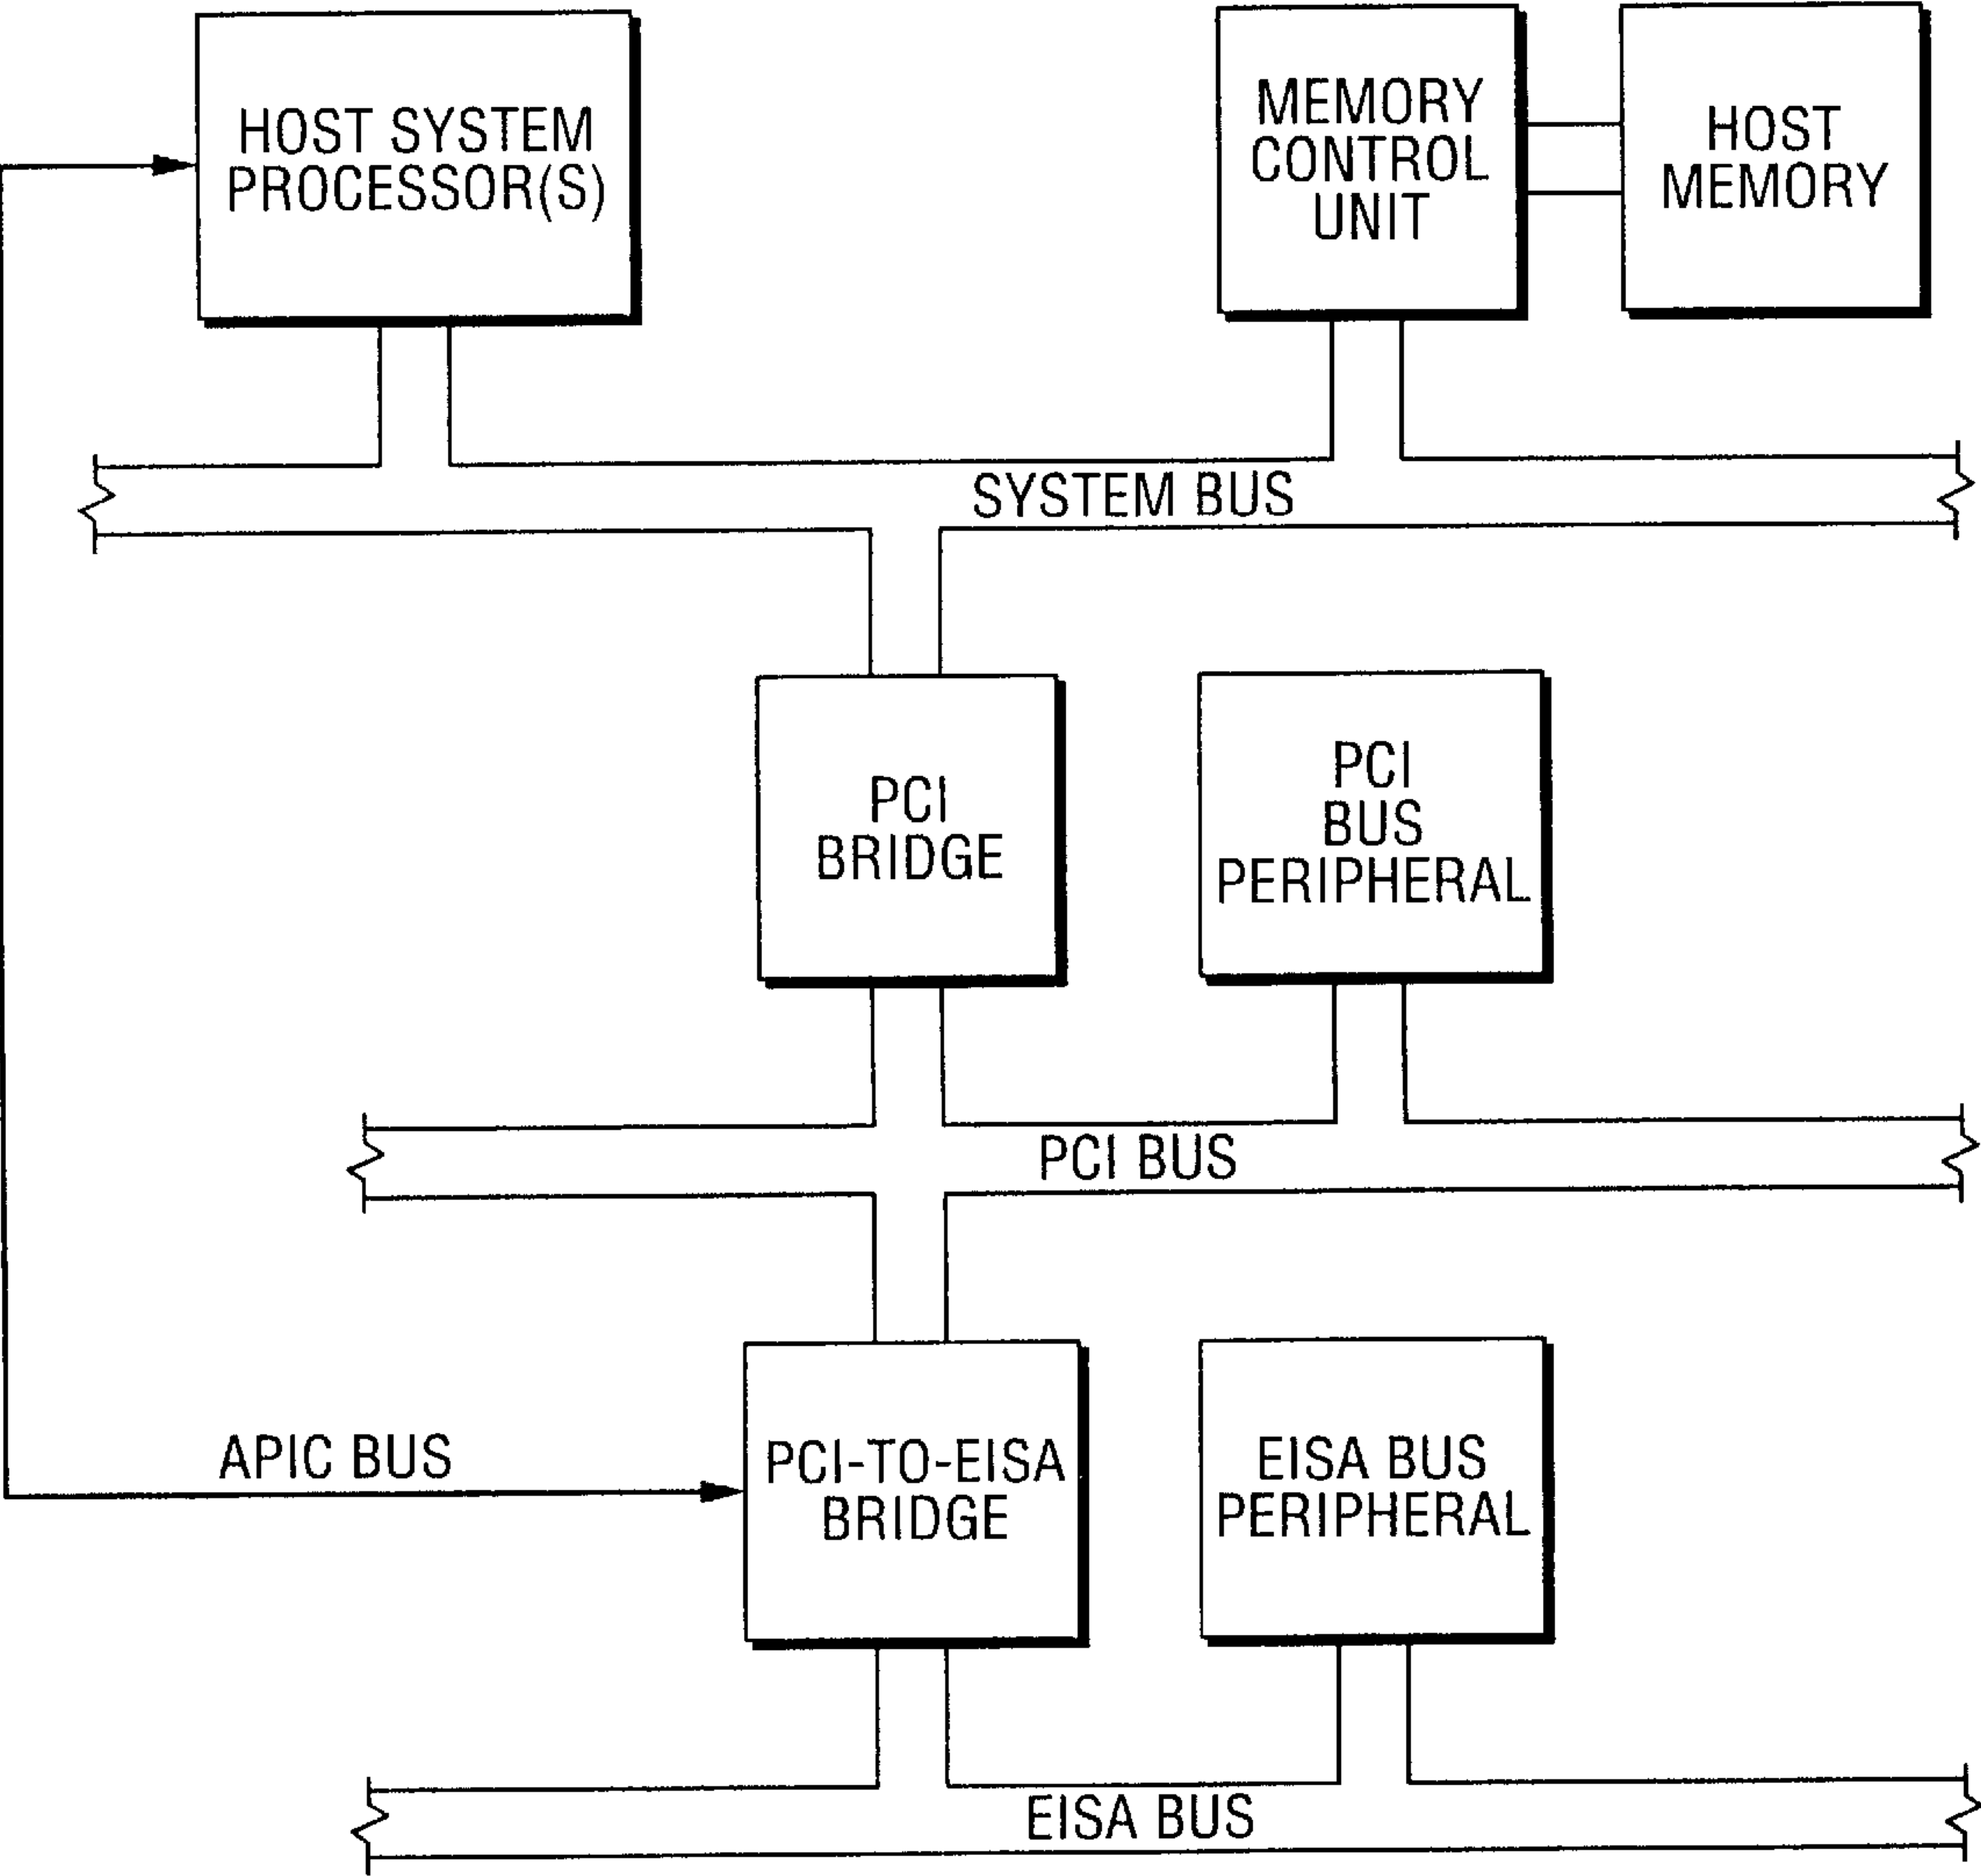 HOST SYSTEM
PROCESSOR(S)
MEMORY
CONTROL
UNIT
HOST
MEMORY
SYSTEM BUS
PCI
BRIDGE
PCI
BUS
PERIPHERAL
PCI BUS
APIC BUS
PCI-TO-EISA
BRIDGE
EISA BUS
PERIPHERAL
EISA BUS